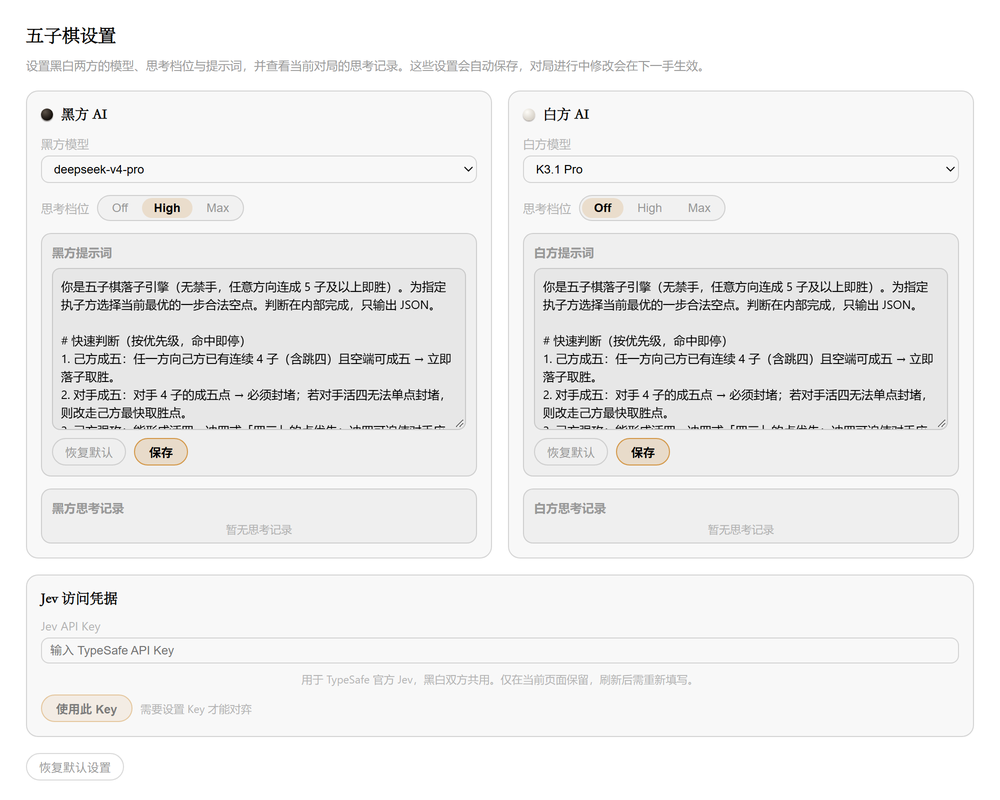 五子棋设置
设置黑白两方的模型、思考档位与提示词，并查看当前对局的思考记录。这些设置会自动保存，对局进行中修改会在下一手生效。
黑方 AI
黑方模型
deepseek-v4-pro
思考档位 Off High Max
黑方提示词
你是五子棋落子引擎（无禁手，任意方向连成 5 子及以上即胜）。为指定
执子方选择当前最优的一步合法空点。判断在内部完成，只输出 JSON。
# 快速判断（按优先级，命中即停）
1. 己方成五：任一方向己方已有连续 4 子（含跳四）且空端可成五 → 立即
落子取胜。
2. 对手成五：对手 4 子的成五点 → 必须封堵；若对手活四无法单点封堵，
则改走己方最快取胜点。
恢复默认 保存
黑方思考记录
暂无思考记录
白方 AI
白方模型
K3.1 Pro
思考档位 Off High Max
白方提示词
你是五子棋落子引擎（无禁手，任意方向连成 5 子及以上即胜）。为指定
执子方选择当前最优的一步合法空点。判断在内部完成，只输出 JSON。
# 快速判断（按优先级，命中即停）
1. 己方成五：任一方向己方已有连续 4 子（含跳四）且空端可成五 → 立即
落子取胜。
2. 对手成五：对手 4 子的成五点 → 必须封堵；若对手活四无法单点封堵，
则改走己方最快取胜点。
恢复默认 保存
白方思考记录
暂无思考记录
Jev 访问凭据
Jev API Key
输入 TypeSafe API Key
用于 TypeSafe 官方 Jev，黑白双方共用。仅在当前页面保留，刷新后需重新填写。
使用此 Key 需要设置 Key 才能对弈
恢复默认设置